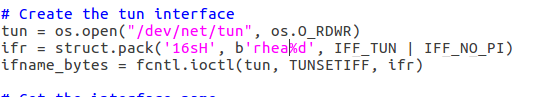 # Create the tun interface
tun = os.open("/dev/net/tun", os.O_RDWR)
ifr = struct.pack('16sH', b'rhea%d', IFF_TUN | IFF_NO_PI)
ifname_bytes = fcntl.ioctl(tun, TUNSETIFF, ifr)